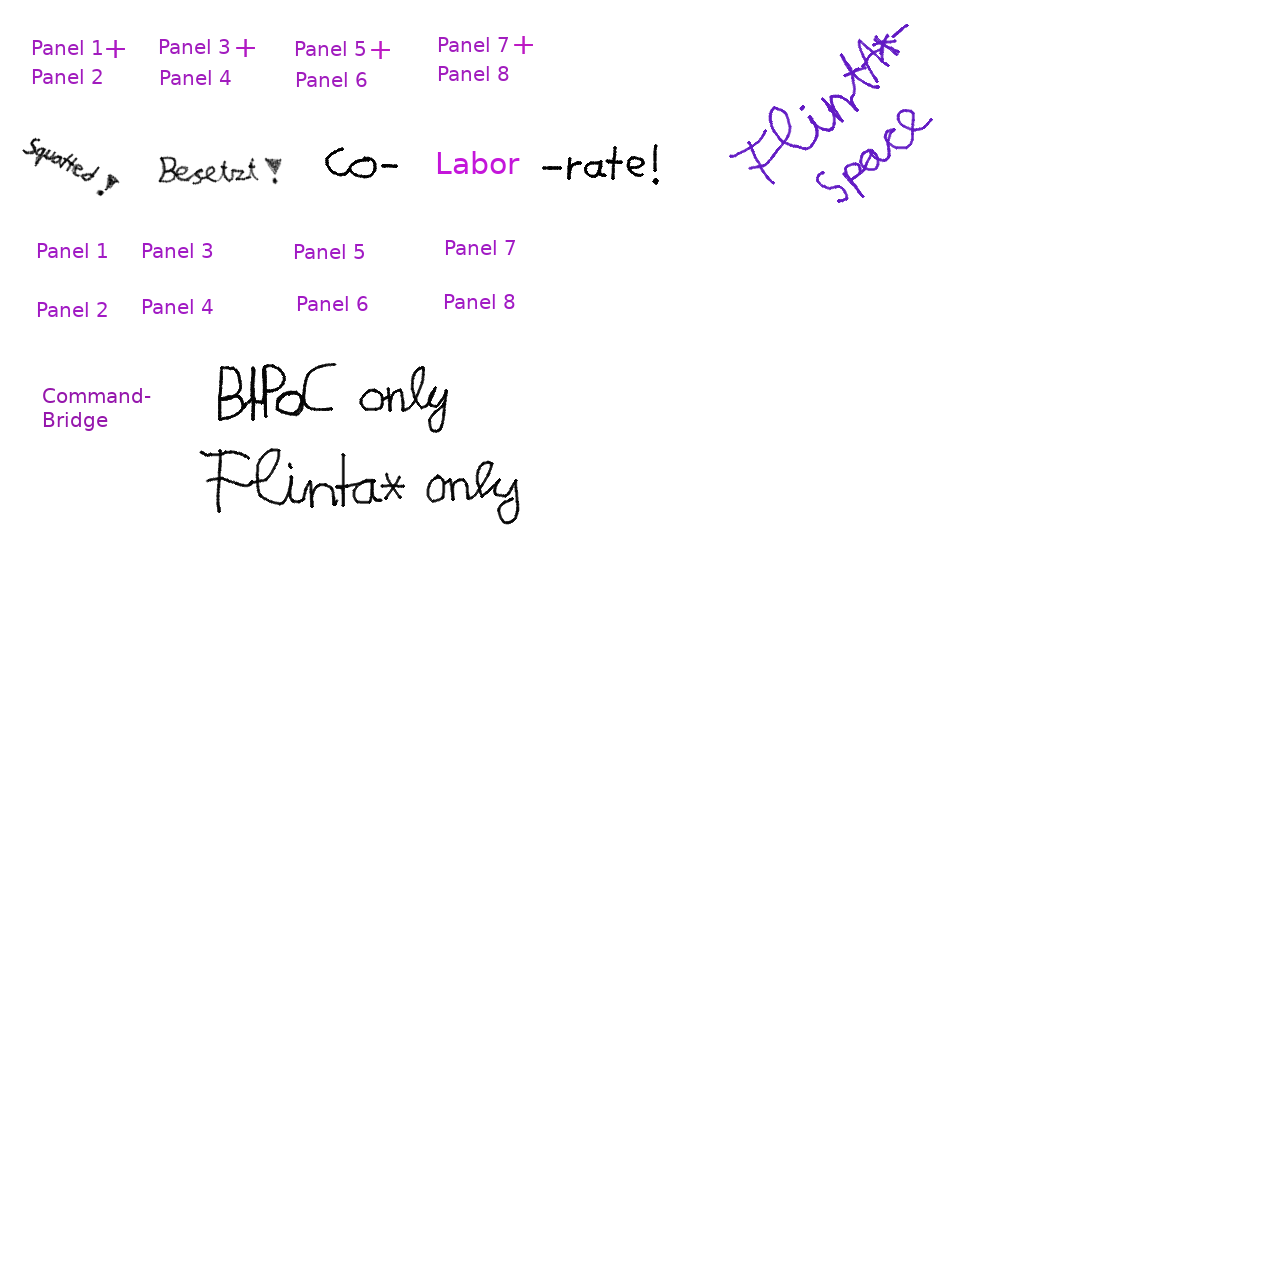 Panel 1+ Panel 3+ Panel 5+ Panel 7+
Panel 2 Panel 4 Panel 6 Panel 8
FlintA*-
space
Squatted! Besetzt! Co- Labor -rate!
Panel 1 Panel 3 Panel 5 Panel 7
Panel 2 Panel 4 Panel 6 Panel 8
Command-
Bridge
BIPoC only
Flinta* only